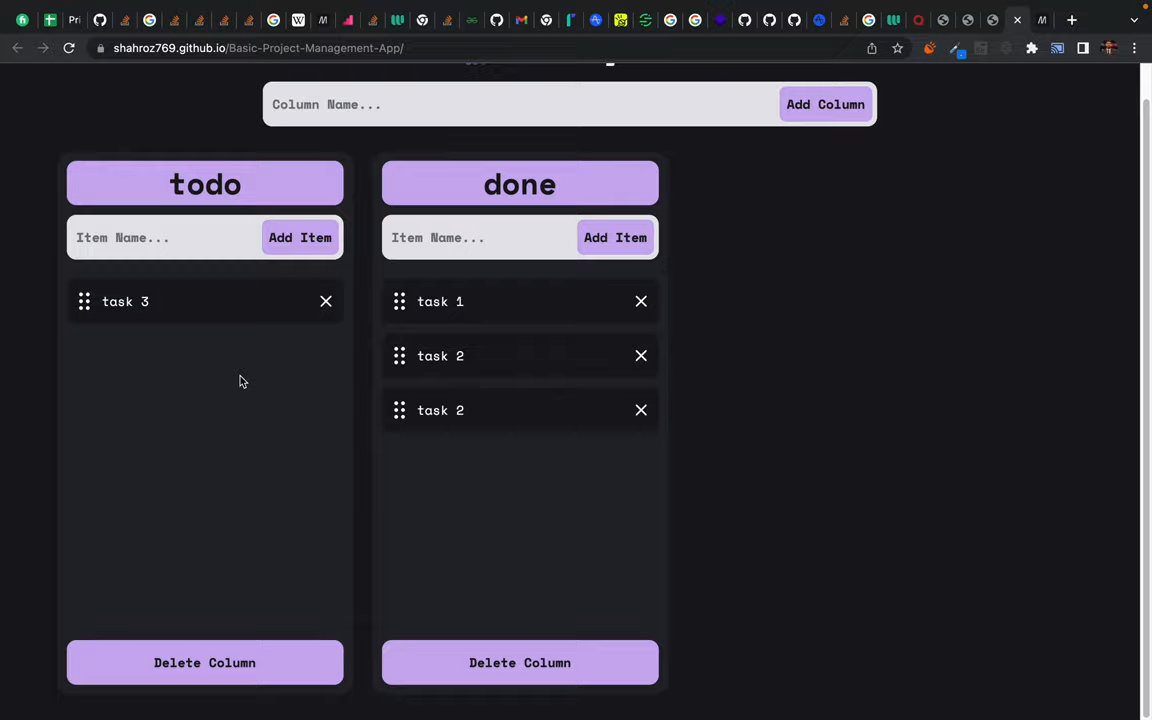 Pri
shahroz769.github.io/Basic-Project-Management-App/
Column Name...
Add Column
todo
done
Item Name...
Add Item
Item Name...
Add Item
task 3
task 1
task 2
task 2
Delete Column
Delete Column